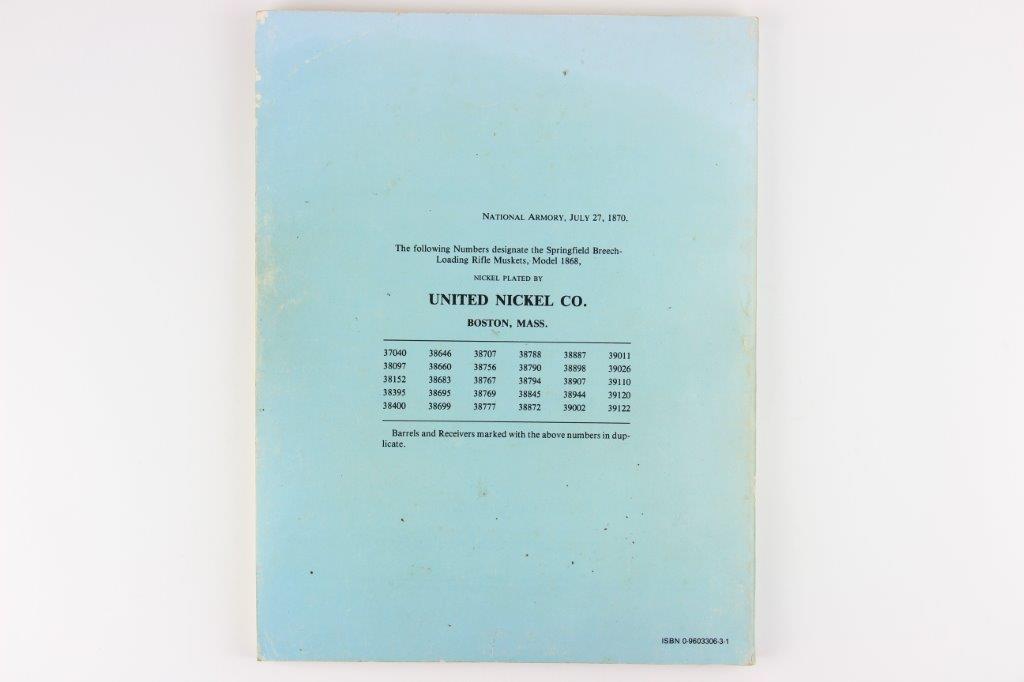 NATIONAL ARMORY, JULY 27, 1870.
The following Numbers designate the Springfield Breech-
Loading Rifle Muskets, Model 1868,
NICKEL PLATED BY
UNITED NICKEL CO.
BOSTON, MASS.
37040 38646 38707 38788 38887 39011
38097 38660 38756 38790 38898 39026
38152 38683 38767 38794 38907 39110
38395 38695 38769 38845 38944 39120
38400 38699 38777 38872 39002 39122
Barrels and Receivers marked with the above numbers in dup-
licate.
ISBN 0-9603306-3-1